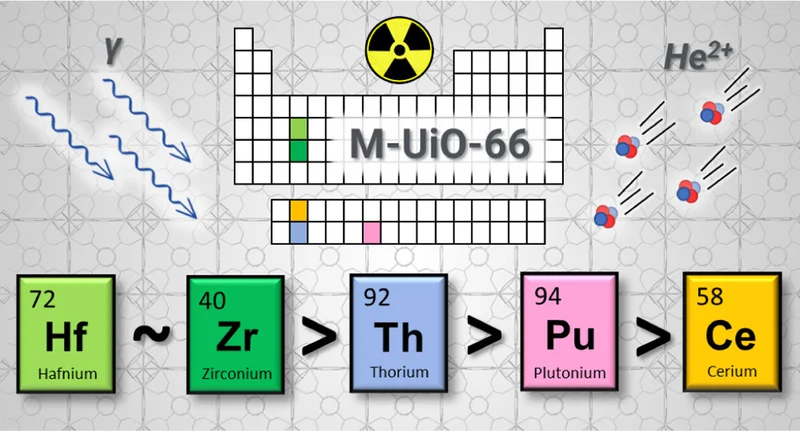 γ
He²⁺
M-UiO-66
72
Hf
Hafnium
~
40
Zr
Zirconium
>
92
Th
Thorium
>
94
Pu
Plutonium
>
58
Ce
Cerium